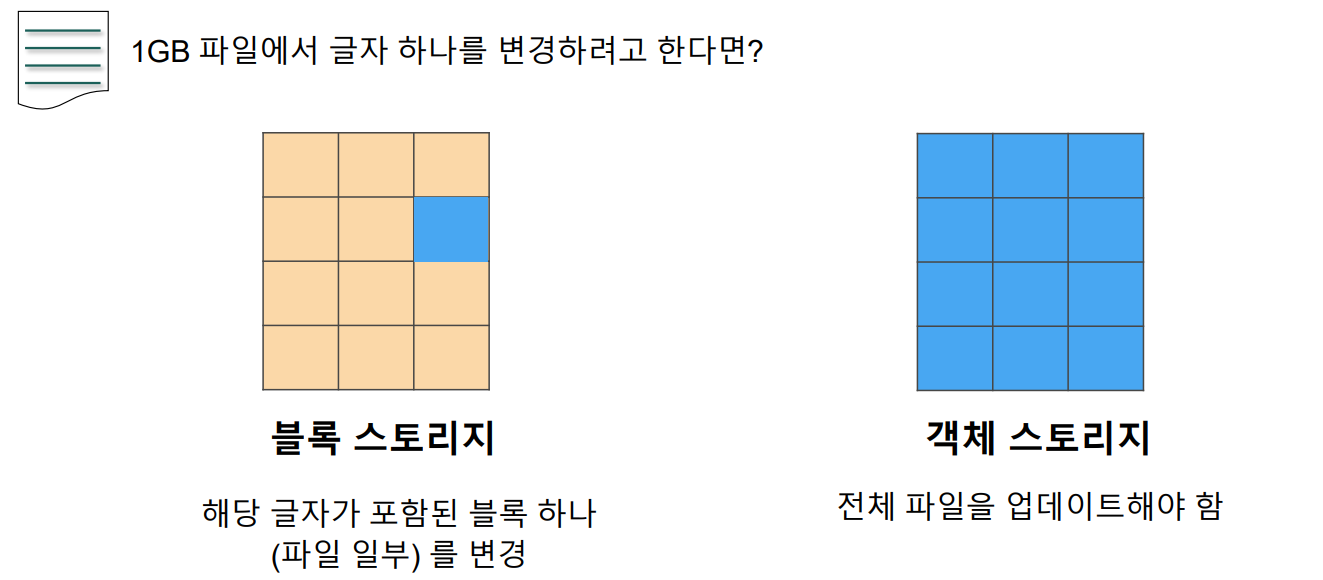 1GB 파일에서 글자 하나를 변경하려고 한다면?
블록 스토리지
객체 스토리지
해당 글자가 포함된 블록 하나
(파일 일부) 를 변경
전체 파일을 업데이트해야 함